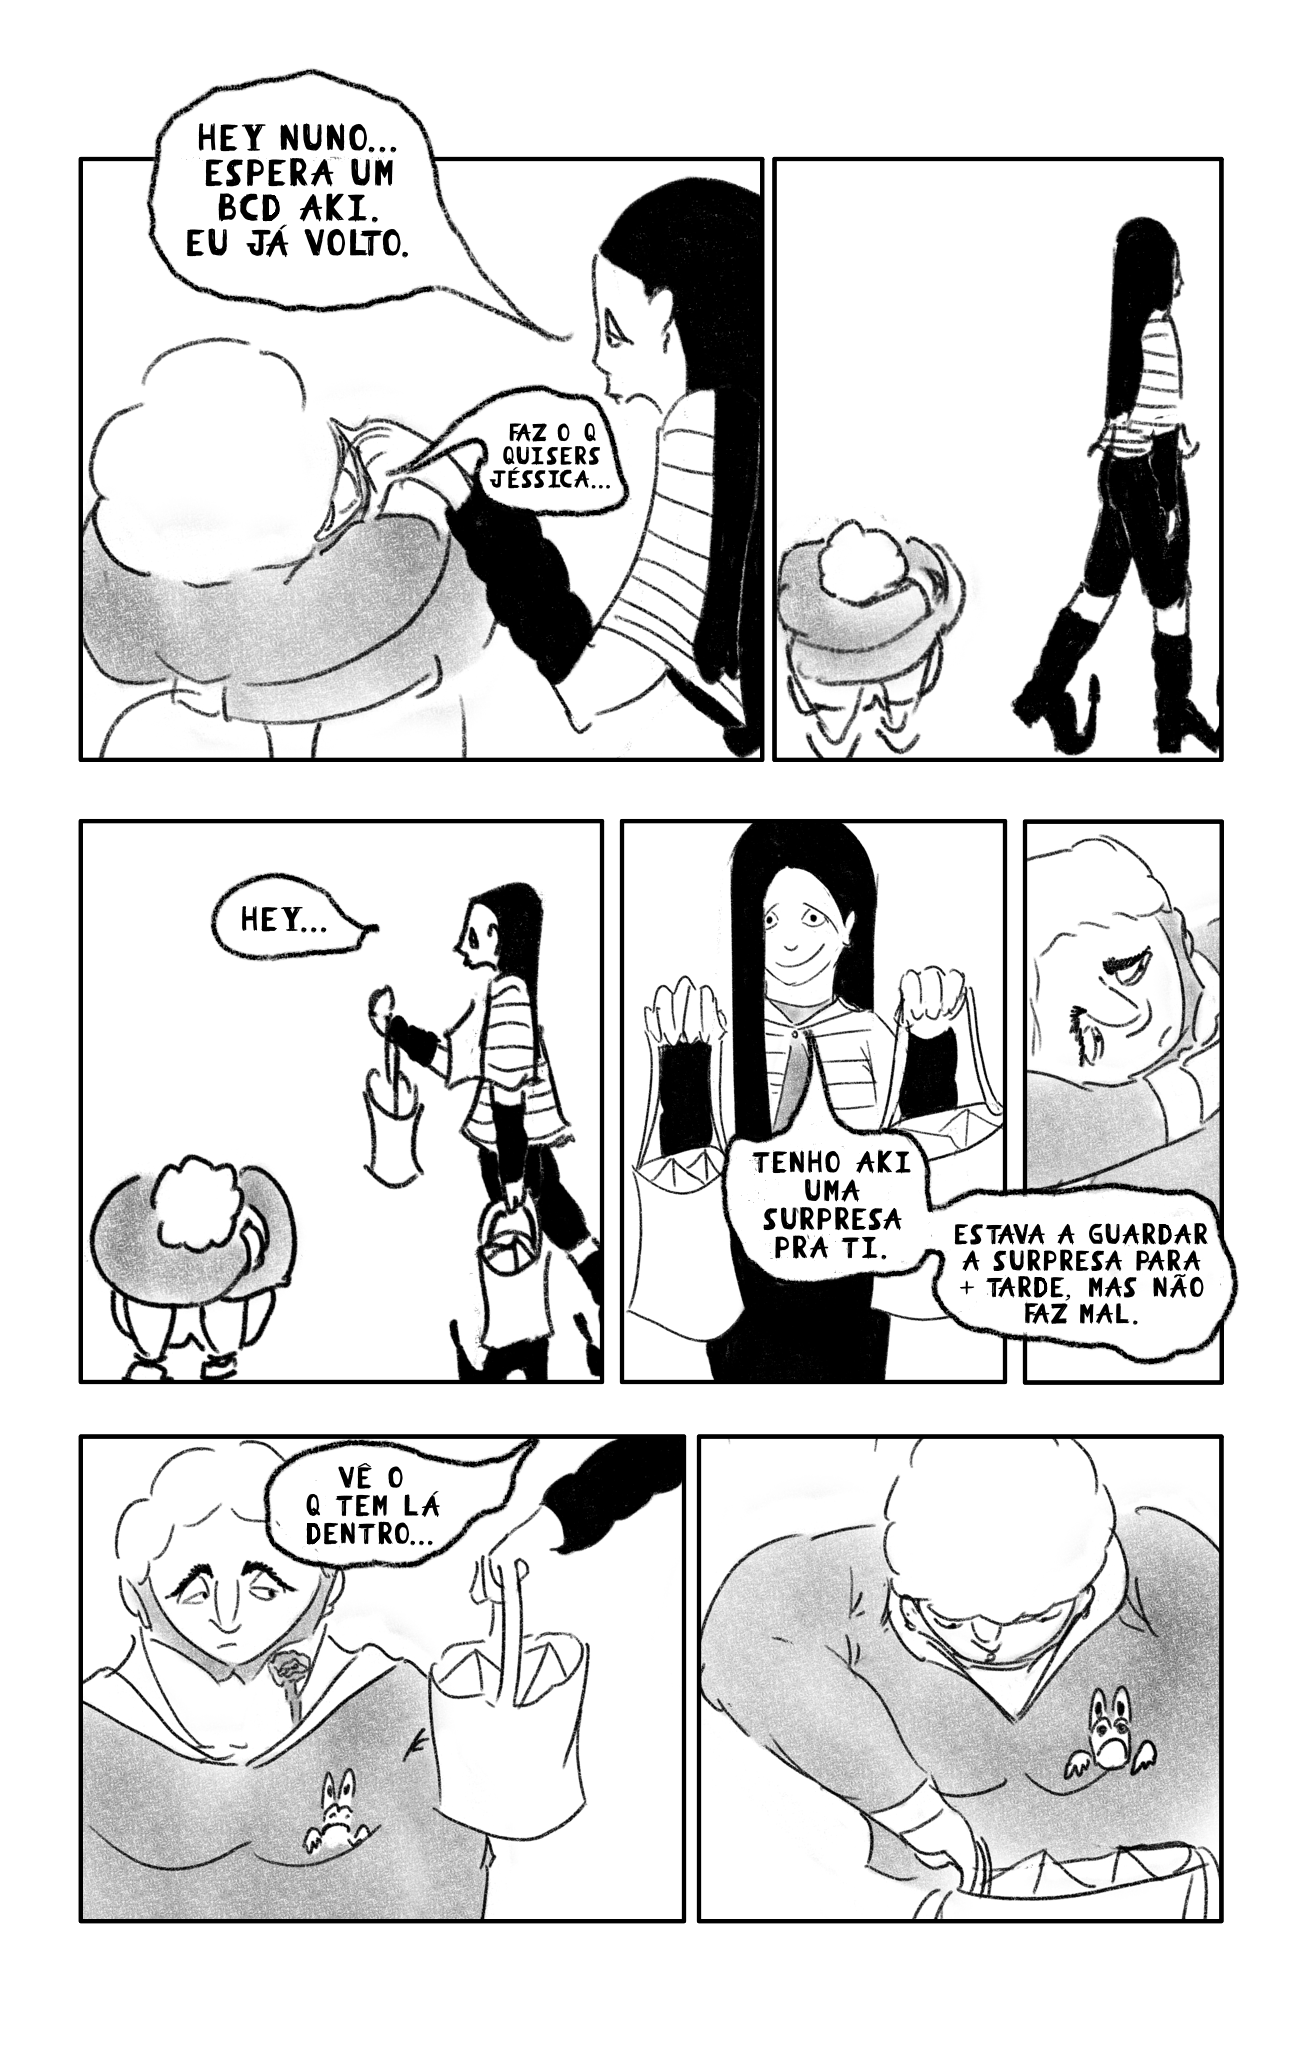 HEY NUNO...
ESPERA UM
BCD AKI.
EU JÁ VOLTO.
FAZ O Q
QUISERS
JÉSSICA...
HEY...
TENHO AKI
UMA
SURPRESA
PRA TI.
ESTAVA A GUARDAR
A SURPRESA PARA
+ TARDE, MAS NÃO
FAZ MAL.
VÊ O
Q TEM LÁ
DENTRO...